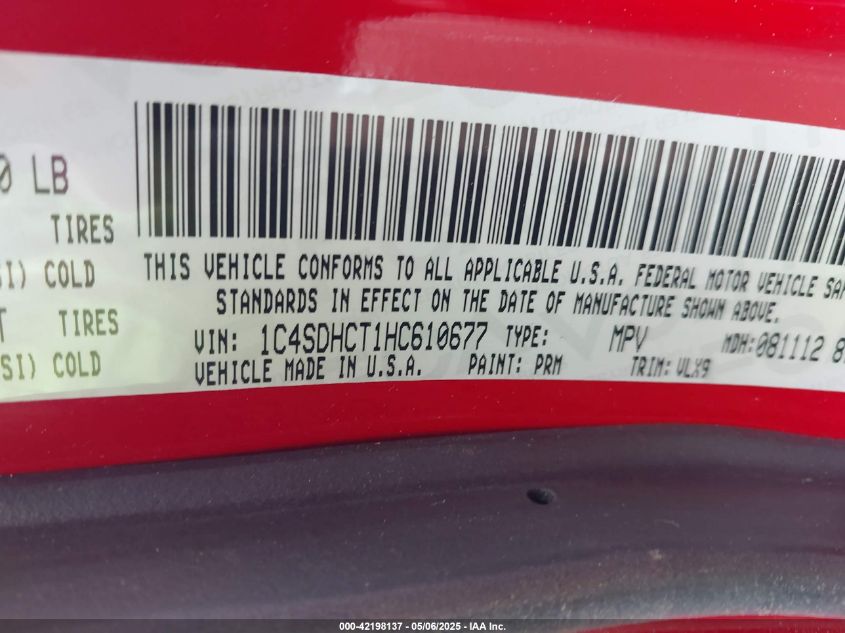 0 LB
TIRES
SI) COLD
TIRES
SI) COLD
THIS VEHICLE CONFORMS TO ALL APPLICABLE U.S.A. FEDERAL MOTOR VEHICLE SAF
STANDARDS IN EFFECT ON THE DATE OF MANUFACTURE SHOWN ABOVE.
VIN: 1C4SDHCT1HC610677 TYPE: MPV MDH:081112 8
VEHICLE MADE IN U.S.A. PAINT: PRM TRIM: VLX9
000-42198137 - 05/06/2025 - IAA Inc.